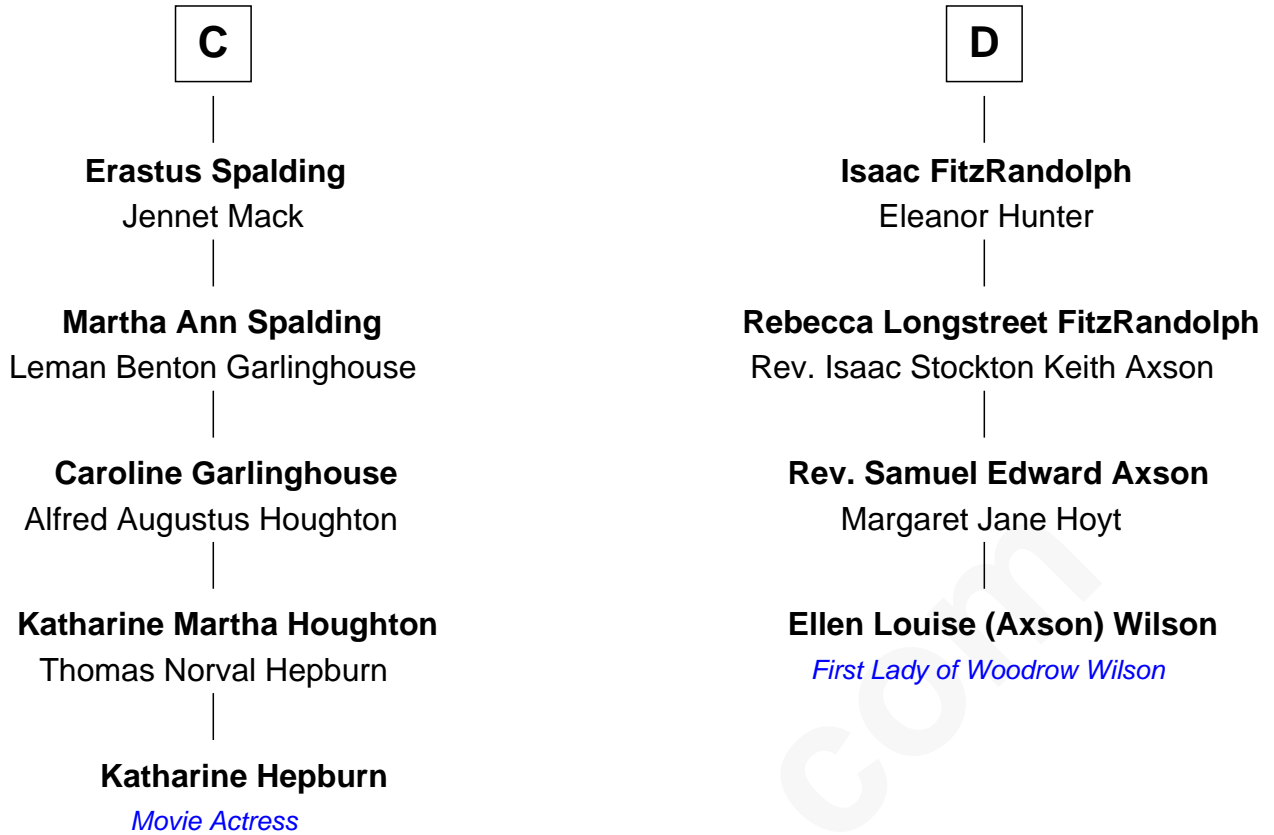 C
Erastus Spalding
Jennet Mack
Martha Ann Spalding
Leman Benton Garlinghouse
Caroline Garlinghouse
Alfred Augustus Houghton
Katharine Martha Houghton
Thomas Norval Hepburn
Katharine Hepburn
Movie Actress
D
Isaac FitzRandolph
Eleanor Hunter
Rebecca Longstreet FitzRandolph
Rev. Isaac Stockton Keith Axson
Rev. Samuel Edward Axson
Margaret Jane Hoyt
Ellen Louise (Axson) Wilson
First Lady of Woodrow Wilson
com